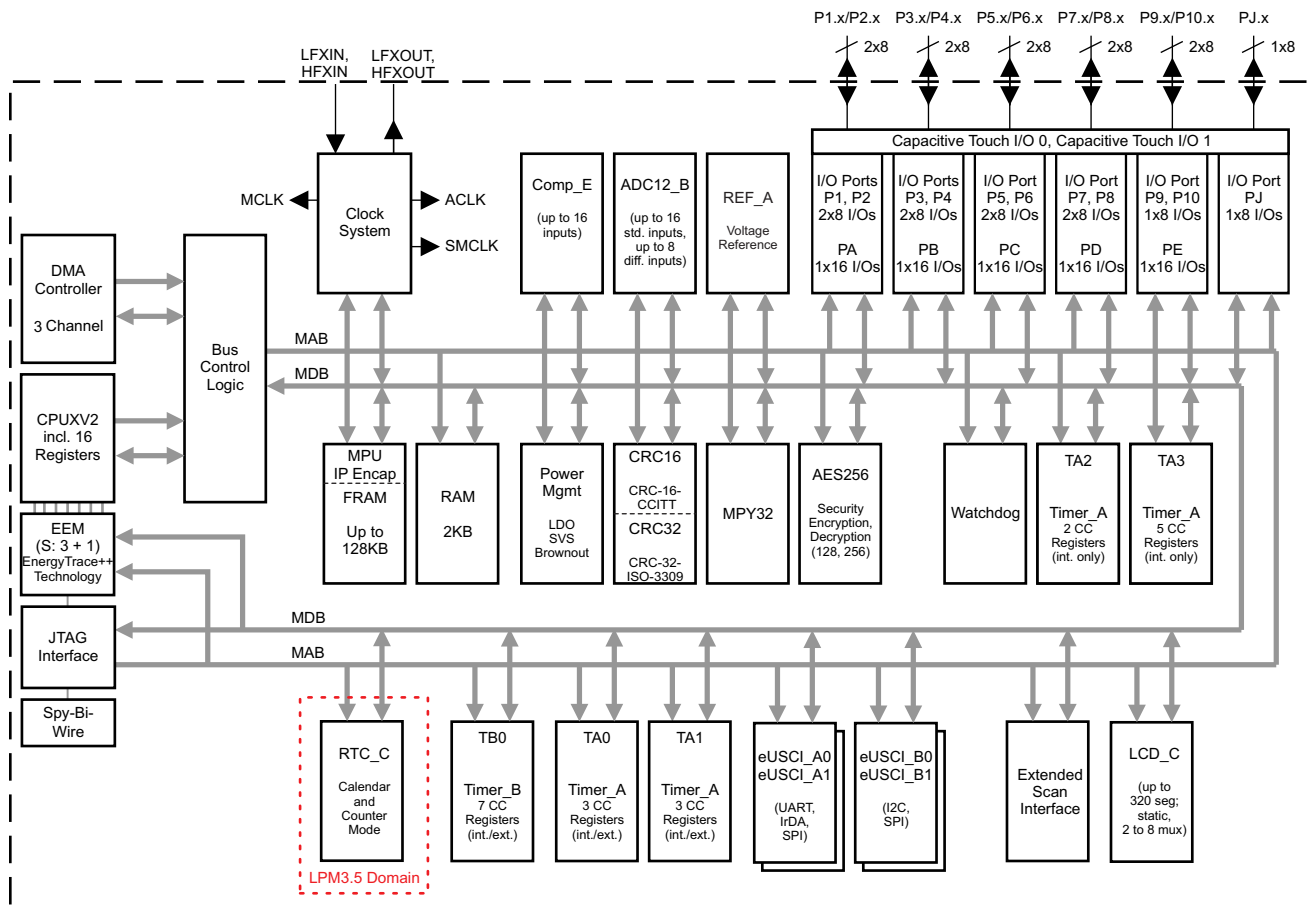 P1.x/P2.x
P3.x/P4.x
P5.x/P6.x
P7.x/P8.x
P9.x/P10.x
PJ.x
2x8
2x8
2x8
2x8
2x8
1x8
LFXIN,
HFXIN
LFXOUT,
HFXOUT
Capacitive Touch I/O 0, Capacitive Touch I/O 1
MCLK
Clock
System
ACLK
SMCLK
Comp_E
(up to 16
inputs)
ADC12_B
(up to 16
std. inputs,
up to 8
diff. inputs)
REF_A
Voltage
Reference
I/O Ports
P1, P2
2x8 I/Os
PA
1x16 I/Os
I/O Ports
P3, P4
2x8 I/Os
PB
1x16 I/Os
I/O Port
P5, P6
2x8 I/Os
PC
1x16 I/Os
I/O Port
P7, P8
2x8 I/Os
PD
1x16 I/Os
I/O Port
P9, P10
1x8 I/Os
PE
1x16 I/Os
I/O Port
PJ
1x8 I/Os
DMA
Controller
3 Channel
Bus
Control
Logic
MAB
MDB
CPUXV2
incl. 16
Registers
EEM
(S: 3 + 1)
EnergyTrace++
Technology
JTAG
Interface
Spy-Bi-
Wire
MPU
IP Encap
FRAM
Up to
128KB
RAM
2KB
Power
Mgmt
LDO
SVS
Brownout
CRC16
CRC-16-
CCITT
CRC32
CRC-32-
ISO-3309
MPY32
AES256
Security
Encryption,
Decryption
(128, 256)
Watchdog
TA2
Timer_A
2 CC
Registers
(int. only)
TA3
Timer_A
5 CC
Registers
(int. only)
MDB
MAB
RTC_C
Calendar
and
Counter
Mode
LPM3.5 Domain
TB0
Timer_B
7 CC
Registers
(int./ext.)
TA0
Timer_A
3 CC
Registers
(int./ext.)
TA1
Timer_A
3 CC
Registers
(int./ext.)
eUSCI_A0
eUSCI_A1
(UART,
IrDA,
SPI)
eUSCI_B0
eUSCI_B1
(I2C,
SPI)
Extended
Scan
Interface
LCD_C
(up to
320 seg;
static,
2 to 8 mux)